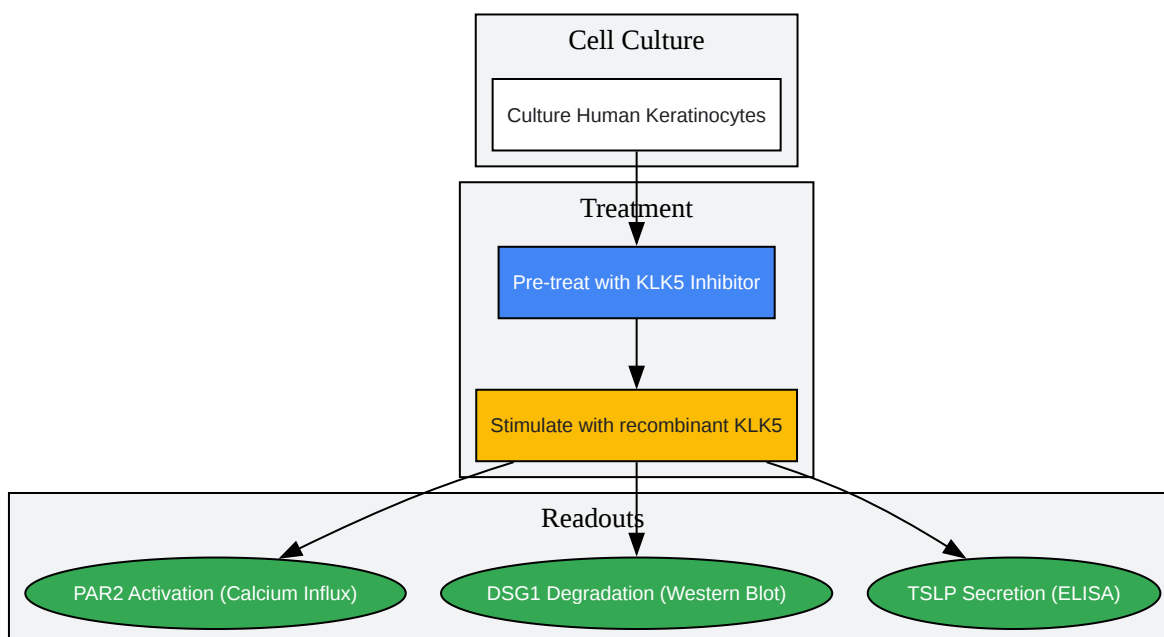 Cell Culture
Culture Human Keratinocytes
Treatment
Pre-treat with KLK5 Inhibitor
Stimulate with recombinant KLK5
Readouts
PAR2 Activation (Calcium Influx)
DSG1 Degradation (Western Blot)
TSLP Secretion (ELISA)